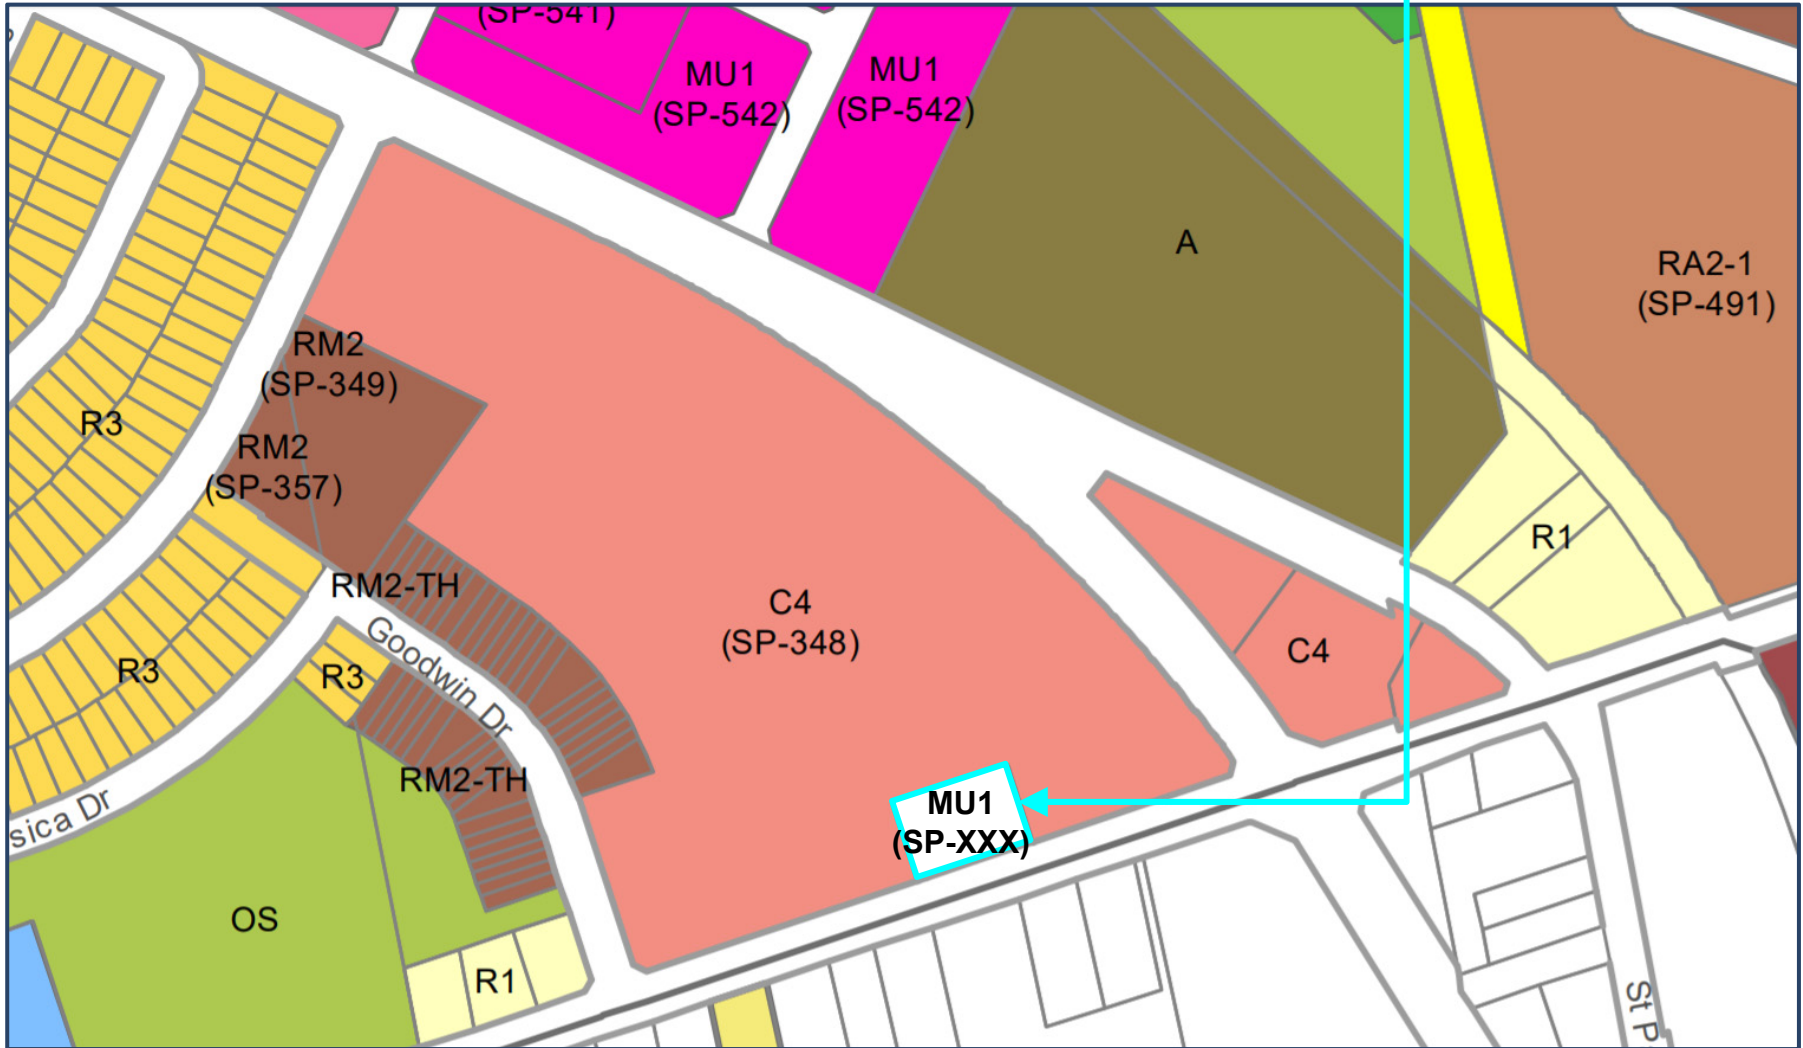 (SP-541)
MU1
(SP-542)
MU1
(SP-542)
A
RA2-1
(SP-491)
RM2
(SP-349)
R3
RM2
(SP-357)
R1
RM2-TH
C4
(SP-348)
Goodwin Dr
C4
R3
R3
RM2-TH
MU1
(SP-XXX)
sica Dr
OS
R1
St P